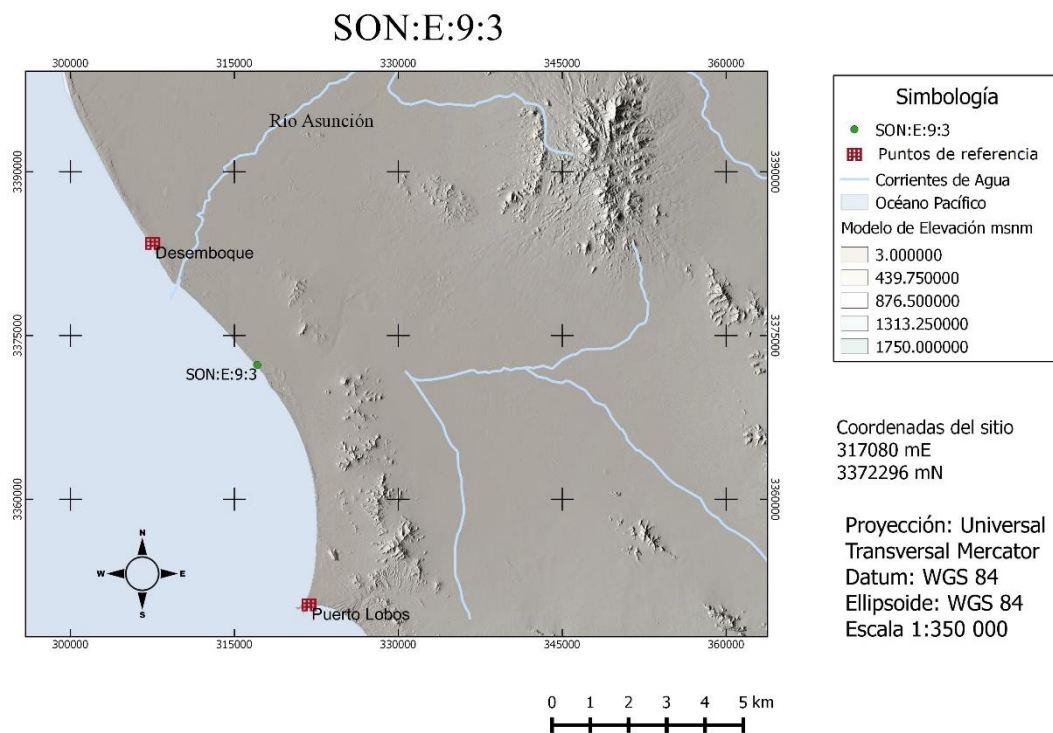 SON:E:9:3
300000
315000
330000
345000
360000
Río Asunción
3390000
3390000
Desemboque
3375000
3375000
SON:E:9:3
3360000
3360000
N
W
E
S
Puerto Lobos
300000
315000
330000
345000
360000
Simbología
SON:E:9:3
Puntos de referencia
Corrientes de Agua
Océano Pacífico
Modelo de Elevación msnm
3.000000
439.750000
876.500000
1313.250000
1750.000000
Coordenadas del sitio
317080 mE
3372296 mN
Proyección: Universal
Transversal Mercator
Datum: WGS 84
Ellipsoide: WGS 84
Escala 1:350 000
0 1 2 3 4 5 km